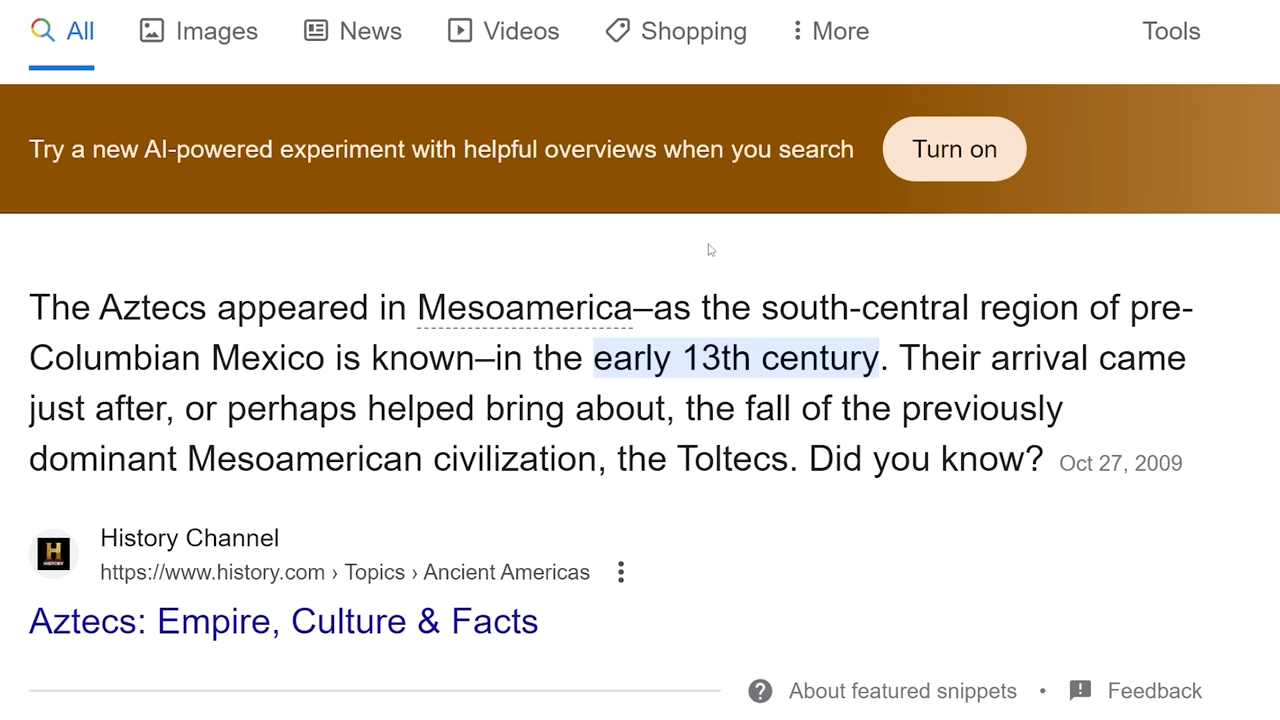 All Images News Videos Shopping More Tools
Try a new AI-powered experiment with helpful overviews when you search Turn on
The Aztecs appeared in Mesoamerica–as the south-central region of pre-
Columbian Mexico is known–in the early 13th century. Their arrival came
just after, or perhaps helped bring about, the fall of the previously
dominant Mesoamerican civilization, the Toltecs. Did you know? Oct 27, 2009
H
HISTORY
History Channel
https://www.history.com › Topics › Ancient Americas
Aztecs: Empire, Culture & Facts
About featured snippets • Feedback